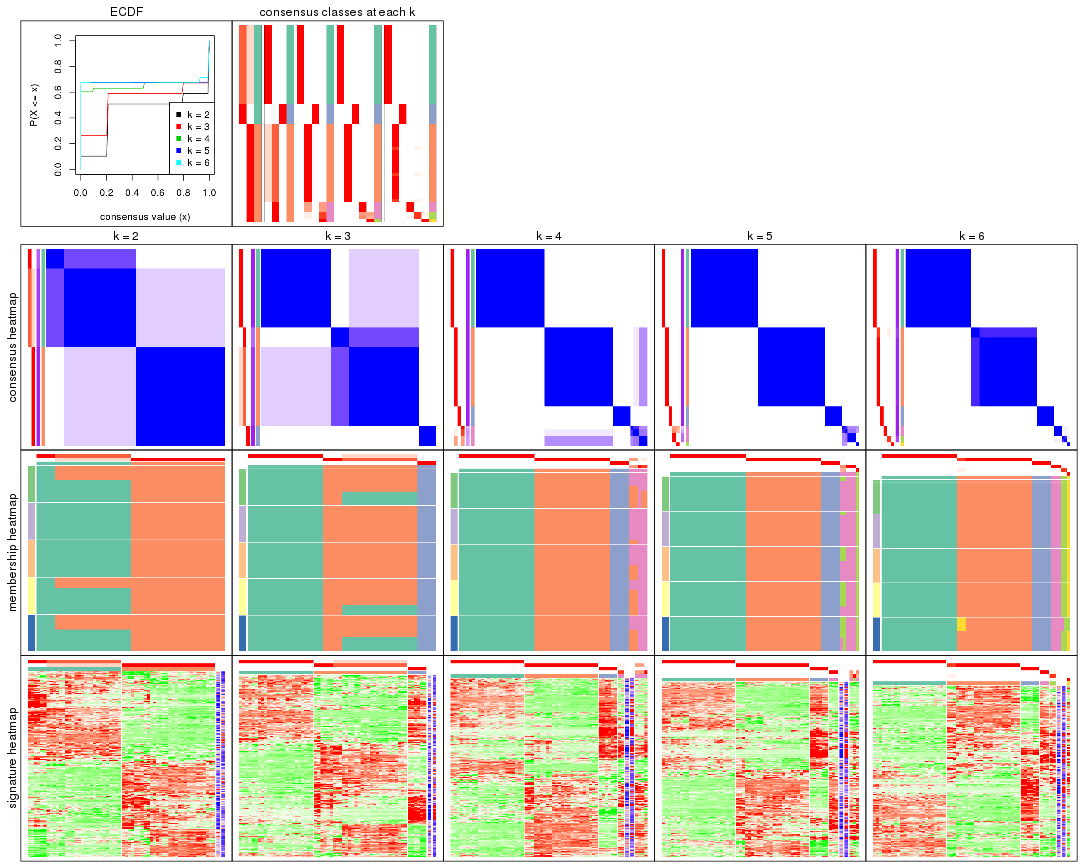 ECDF
consensus classes at each k
P(X <= x)
0.0
0.2
0.4
0.6
0.8
1.0
k = 2
k = 3
k = 4
k = 5
k = 6
0.0 0.2 0.4 0.6 0.8 1.0
consensus value (x)
k = 2
k = 3
k = 4
k = 5
k = 6
consensus heatmap
membership heatmap
signature heatmap